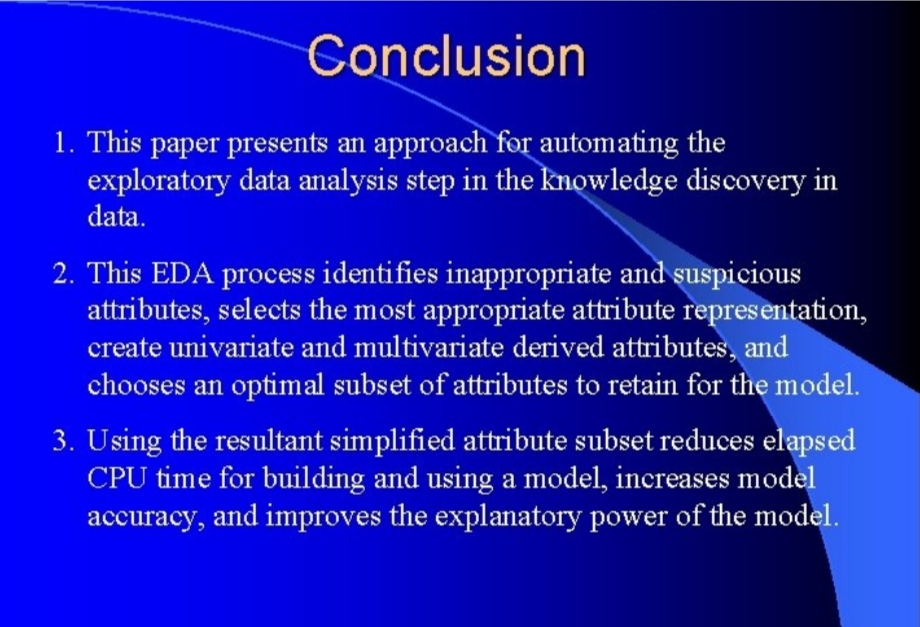 Conclusion
1. This paper presents an approach for automating the
exploratory data analysis step in the knowledge discovery in
data.
2. This EDA process identifies inappropriate and suspicious
attributes, selects the most appropriate attribute representation,
create univariate and multivariate derived attributes, and
chooses an optimal subset of attributes to retain for the model.
3. Using the resultant simplified attribute subset reduces elapsed
CPU time for building and using a model, increases model
accuracy, and improves the explanatory power of the model.